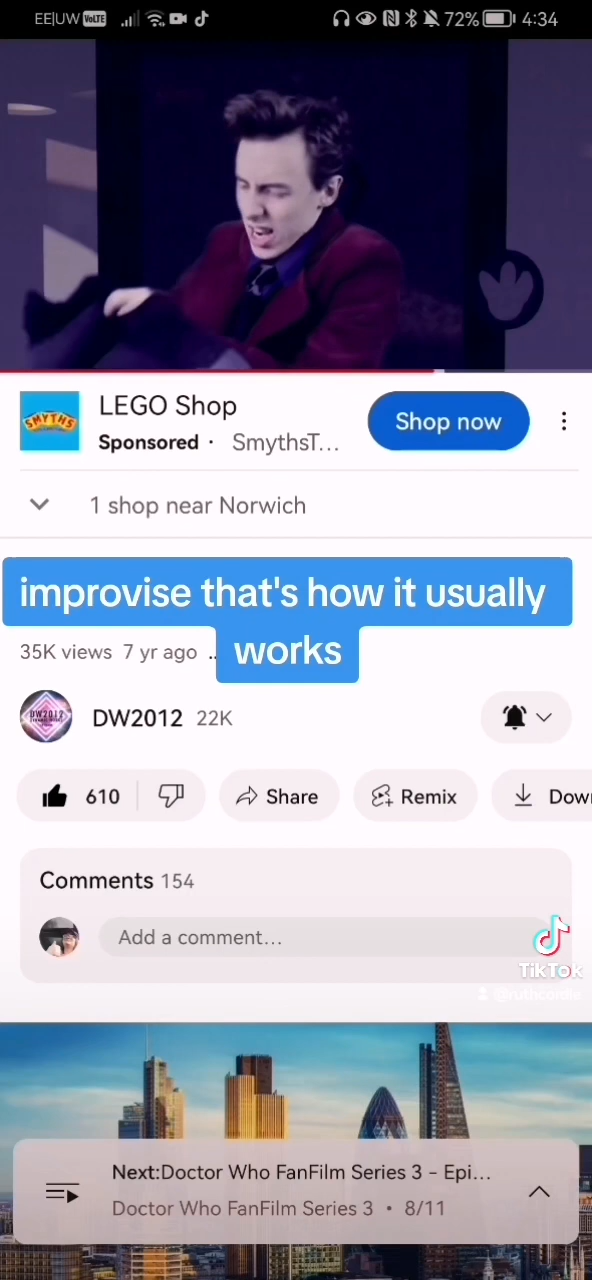 EE|UW VoLTE 72% 4:34
SMYTHS
LEGO Shop
Sponsored · SmythsT...
Shop now
1 shop near Norwich
improvise that's how it usually
works
35K views 7 yr ago ..
DW2012
DW2012 22K
610
Share
Remix
Dow
Comments 154
Add a comment...
TikTok
@ruthcordie
Next:Doctor Who FanFilm Series 3 - Epi...
Doctor Who FanFilm Series 3 • 8/11